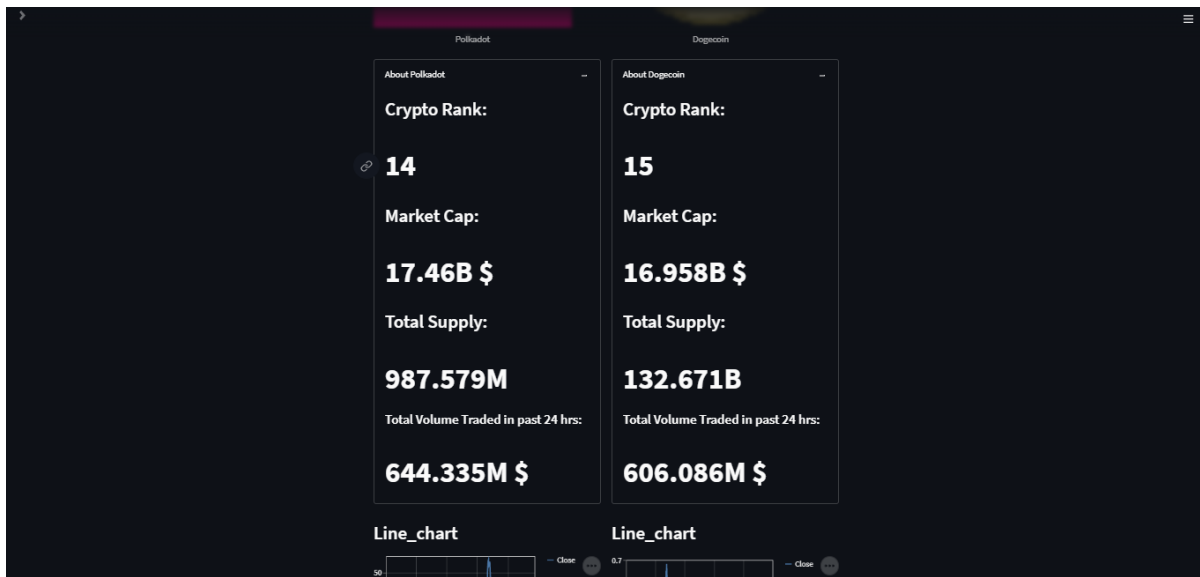 Polkadot
Dogecoin
About Polkadot
Crypto Rank:
14
Market Cap:
17.46B $
Total Supply:
987.579M
Total Volume Traded in past 24 hrs:
644.335M $
About Dogecoin
Crypto Rank:
15
Market Cap:
16.958B $
Total Supply:
132.671B
Total Volume Traded in past 24 hrs:
606.086M $
Line_chart
50
Close
Line_chart
0.7
Close